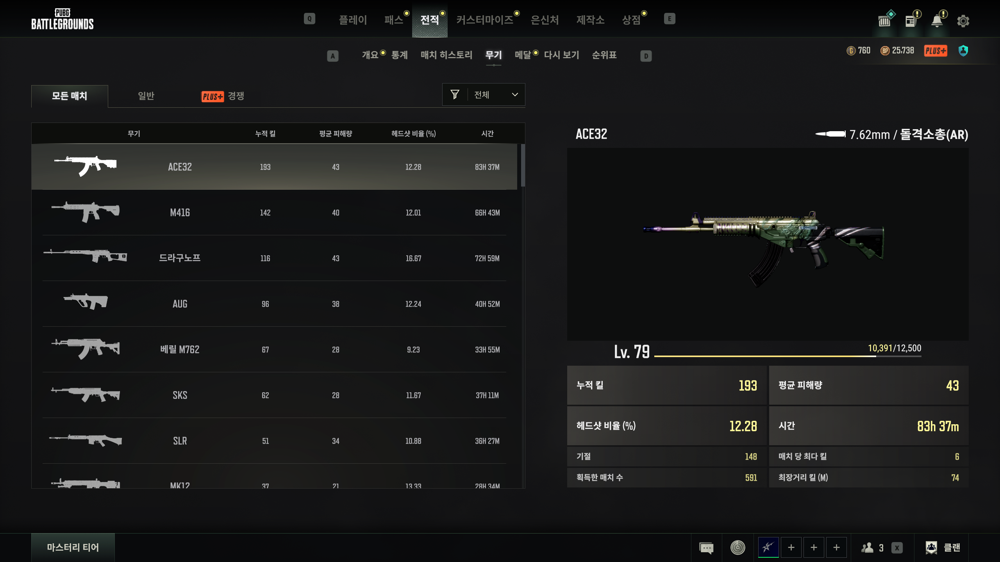 PUBG
BATTLEGROUNDS
Q 플레이 패스 전적 커스터마이즈 은신처 제작소 상점 E
A 개요 통계 매치 히스토리 무기 메달 다시 보기 순위표 D
G 760 BP 25,738 PLUS+
모든 매치 일반 PLUS+ 경쟁 전체
무기 누적 킬 평균 피해량 헤드샷 비율 (%) 시간
ACE32 193 43 12.28 83H 37M
M416 142 40 12.01 66H 43M
드라구노프 116 43 16.67 72H 59M
AUG 96 38 12.24 40H 52M
베릴 M762 67 28 9.23 33H 55M
SKS 62 28 11.67 37H 11M
SLR 51 34 10.88 36H 27M
MK12 37 21 13.33 28H 34M
ACE32 7.62mm / 돌격소총(AR)
Lv. 79 10,391/12,500
누적 킬 193 평균 피해량 43
헤드샷 비율 (%) 12.28 시간 83h 37m
기절 148 매치 당 최다 킬 6
획득한 매치 수 591 최장거리 킬 (M) 74
마스터리 티어 3 X 클랜